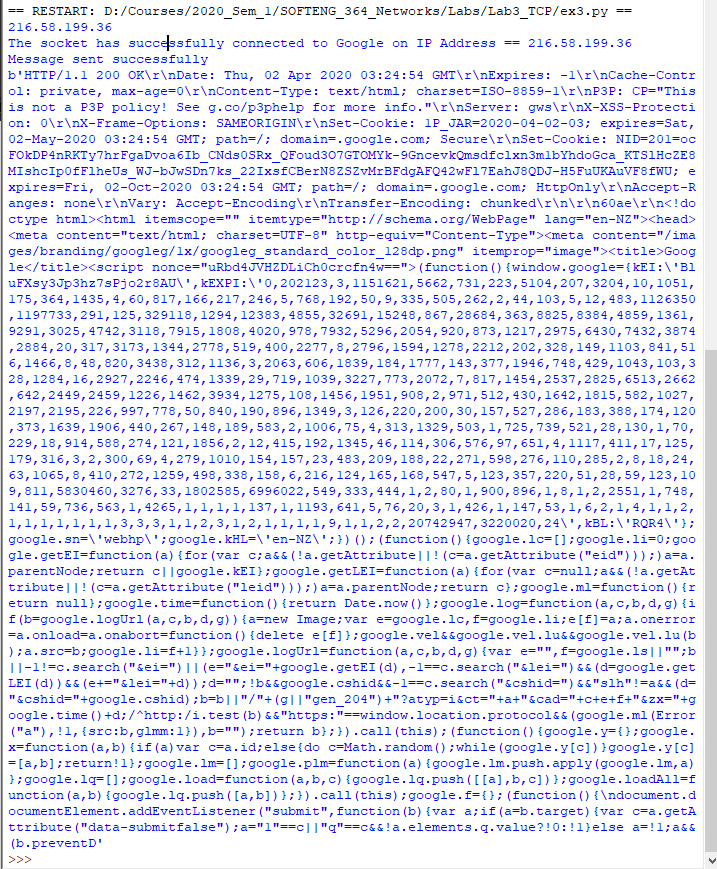 == RESTART: D:/Courses/2020_Sem_1/SOFTENG_364_Networks/Labs/Lab3_TCP/ex3.py ==
216.58.199.36
The socket has successfully connected to Google on IP Address == 216.58.199.36
Message sent successfully
b'HTTP/1.1 200 OK\r\nDate: Thu, 02 Apr 2020 03:24:54 GMT\r\nExpires: -1\r\nCache-Contr
ol: private, max-age=0\r\nContent-Type: text/html; charset=ISO-8859-1\r\nP3P: CP="This
is not a P3P policy! See g.co/p3phelp for more info."\r\nServer: gws\r\nX-XSS-Protecti
on: 0\r\nX-Frame-Options: SAMEORIGIN\r\nSet-Cookie: 1P_JAR=2020-04-02-03; expires=Sat,
02-May-2020 03:24:54 GMT; path=/; domain=.google.com; Secure\r\nSet-Cookie: NID=201=oc
FOkDP4nRKTy7hrFgaDvoa6Ib_CNds0SRx_QFoud3O7GTOMYk-9GncevkQmsdfclxn3mlbYhdoGca_KTSlHcZE8
MIshcIp0fFlheUs_WJ-bJwSDn7ks_22IxsfCBerN8ZSZvMrBFdgAFQ42wFl7EahJ8QDJ-H5FuUKAuVF8fWU;
expires=Fri, 02-Oct-2020 03:24:54 GMT; path=/; domain=.google.com; HttpOnly\r\nAccept-R
anges: none\r\nVary: Accept-Encoding\r\nTransfer-Encoding: chunked\r\n\r\n60ae\r\n<!do
ctype html><html itemscope="" itemtype="http://schema.org/WebPage" lang="en-NZ"><head>
<meta content="text/html; charset=UTF-8" http-equiv="Content-Type"><meta content="/ima
ges/branding/googleg/1x/googleg_standard_color_128dp.png" itemprop="image"><title>Goog
le</title><script nonce="uRbd4JVHZDLiCh0crcfn4w==">(function(){window.google={kEI:\'Bl
uFXsy3Jp3hz7sPjo2r8AU\',kEXPI:\'0,202123,3,1151621,5662,731,223,5104,207,3204,10,1051,
175,364,1435,4,60,817,166,217,246,5,768,192,50,9,335,505,262,2,44,103,5,12,483,1126350
,1197733,291,125,329118,1294,12383,4855,32691,15248,867,28684,363,8825,8384,4859,1361,
9291,3025,4742,3118,7915,1808,4020,978,7932,5296,2054,920,873,1217,2975,6430,7432,3874
,2884,20,317,3173,1344,2778,519,400,2277,8,2796,1594,1278,2212,202,328,149,1103,841,51
6,1466,8,48,820,3438,312,1136,3,2063,606,1839,184,1777,143,377,1946,748,429,1043,103,3
28,1284,16,2927,2246,474,1339,29,719,1039,3227,773,2072,7,817,1454,2537,2825,6513,2662
,642,2449,2459,1226,1462,3934,1275,108,1456,1951,908,2,971,512,430,1642,1815,582,1027,
2197,2195,226,997,778,50,840,190,896,1349,3,126,220,200,30,157,527,286,183,388,174,120
,373,1639,1906,440,267,148,189,583,2,1006,75,4,313,1329,503,1,725,739,521,28,130,1,70,
229,18,914,588,274,121,1856,2,12,415,192,1345,46,114,306,576,97,651,4,1117,411,17,125,
179,316,3,2,300,69,4,279,1010,154,157,23,483,209,188,22,271,598,276,110,285,2,8,18,24,
63,1065,8,410,272,1259,498,338,158,6,216,124,165,168,547,5,123,357,220,51,28,59,123,10
9,811,5830460,3276,33,1802585,6996022,549,333,444,1,2,80,1,900,896,1,8,1,2,2551,1,748,
141,59,736,563,1,4265,1,1,1,1,137,1,1193,641,5,76,20,3,1,426,1,147,53,1,6,2,1,4,1,1,2,
1,1,1,1,1,1,1,3,3,3,1,1,2,3,1,2,1,1,1,1,9,1,1,2,2,20742947,3220020,24\',kBL:\'RQR4\'};
google.sn=\'webhp\';google.kHL=\'en-NZ\';})();(function(){google.lc=[];google.li=0;goo
gle.getEI=function(a){for(var c;a&&(!a.getAttribute||!(c=a.getAttribute("eid")));)a=a.
parentNode;return c||google.kEI};google.getLEI=function(a){for(var c=null;a&&(!a.getAt
tribute||!(c=a.getAttribute("leid")));)a=a.parentNode;return c};google.ml=function(){r
eturn null};google.time=function(){return Date.now()};google.log=function(a,c,b,d,g){i
f(b=google.logUrl(a,c,b,d,g)){a=new Image;var e=google.lc,f=google.li;e[f]=a;a.onerror
=a.onload=a.onabort=function(){delete e[f]};google.vel&&google.vel.lu&&google.vel.lu(b
);a.src=b;google.li=f+1}};google.logUrl=function(a,c,b,d,g){var e="",f=google.ls||"";b
||-1!=c.search("&ei=")||(e="&ei="+google.getEI(d),-1==c.search("&lei=")&&(d=google.get
LEI(d))&&(e+="&lei="+d));d="";!b&&google.cshid&&-1==c.search("&cshid=")&&"slh"!=a&&(d=
"&cshid="+google.cshid);b=b||"/"+(g||"gen_204")+"?atyp=i&ct="+a+"&cad="+c+e+f+"&zx="+g
oogle.time()+d;/^http:/i.test(b)&&"https:"==window.location.protocol&&(google.ml(Error
("a"),!1,{src:b,glmm:1}),b="");return b};}).call(this);(function(){google.y={};google.
x=function(a,b){if(a)var c=a.id;else{do c=Math.random();while(google.y[c])}google.y[c]
=[a,b];return!1};google.lm=[];google.plm=function(a){google.lm.push.apply(google.lm,a)
};google.lq=[];google.load=function(a,b,c){google.lq.push([[a],b,c])};google.loadAll=f
unction(a,b){google.lq.push([a,b])};}).call(this);google.f={};(function(){\ndocument.d
ocumentElement.addEventListener("submit",function(b){var a;if(a=b.target){var c=a.getA
ttribute("data-submitfalse");a="1"==c||"q"==c&&!a.elements.q.value?!0:!1}else a=!1;a&&
(b.preventD'
>>>